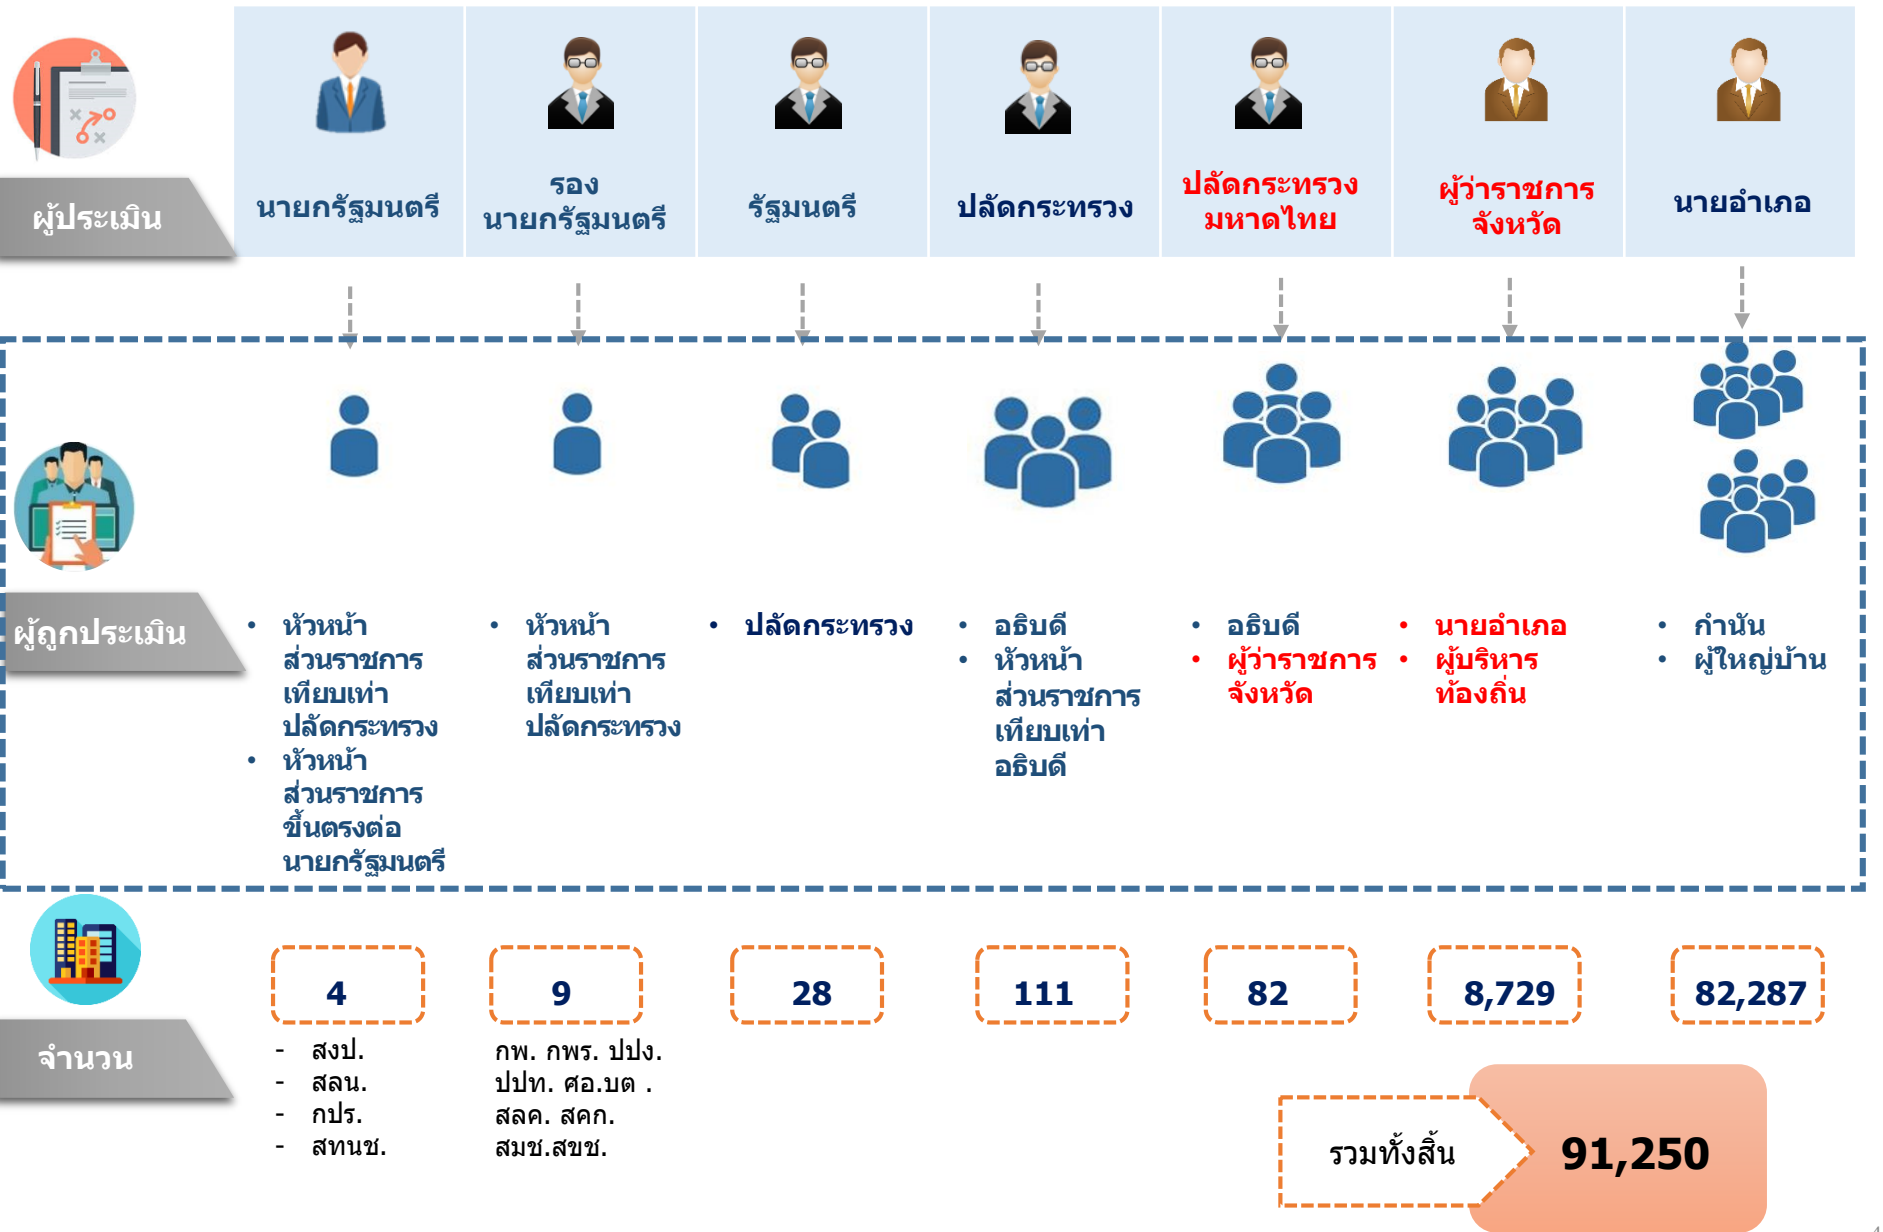 ผู้ประเมิน
นายกรัฐมนตรี
รอง
นายกรัฐมนตรี
รัฐมนตรี
ปลัดกระทรวง
ปลัดกระทรวง
มหาดไทย
ผู้ว่าราชการ
จังหวัด
นายอำเภอ
ผู้ถูกประเมิน
• หัวหน้า
ส่วนราชการ
เทียบเท่า
ปลัดกระทรวง
• หัวหน้า
ส่วนราชการ
ขึ้นตรงต่อ
นายกรัฐมนตรี
• หัวหน้า
ส่วนราชการ
เทียบเท่า
ปลัดกระทรวง
• ปลัดกระทรวง
• อธิบดี
• หัวหน้า
ส่วนราชการ
เทียบเท่า
อธิบดี
• อธิบดี
• ผู้ว่าราชการ
จังหวัด
• นายอำเภอ
• ผู้บริหาร
ท้องถิ่น
• กำนัน
• ผู้ใหญ่บ้าน
จำนวน
4
- สงป.
- สลน.
- กปร.
- สทนช.
9
กพ. กพร. ปปง.
ปปท. ศอ.บต .
สลค. สคก.
สมช.สขช.
28
111
82
8,729
82,287
รวมทั้งสิ้น
91,250
4